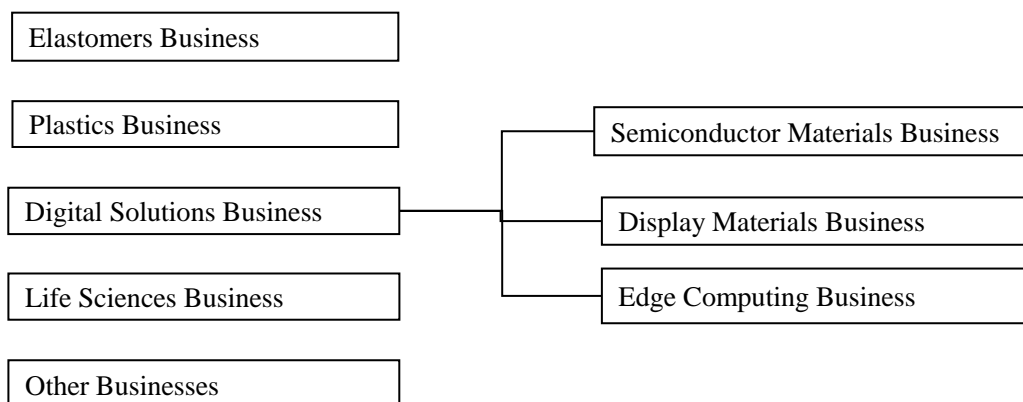 Elastomers Business
Plastics Business
Digital Solutions Business
Life Sciences Business
Other Businesses
Semiconductor Materials Business
Display Materials Business
Edge Computing Business